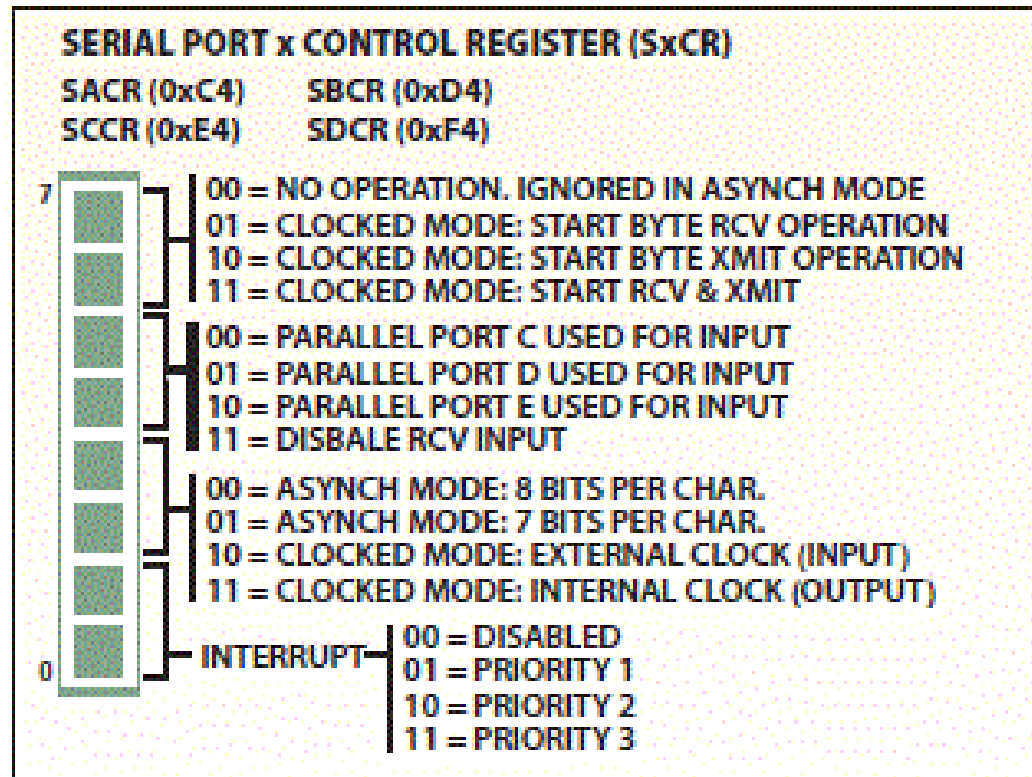 SERIAL PORT x CONTROL REGISTER (SxCR)
SACR (0xC4) SBCR (0xD4)
SCCR (0xE4) SDCR (0xF4)
7
00 = NO OPERATION. IGNORED IN ASYNCH MODE
01 = CLOCKED MODE: START BYTE RCV OPERATION
10 = CLOCKED MODE: START BYTE XMIT OPERATION
11 = CLOCKED MODE: START RCV & XMIT
00 = PARALLEL PORT C USED FOR INPUT
01 = PARALLEL PORT D USED FOR INPUT
10 = PARALLEL PORT E USED FOR INPUT
11 = DISBALE RCV INPUT
00 = ASYNCH MODE: 8 BITS PER CHAR.
01 = ASYNCH MODE: 7 BITS PER CHAR.
10 = CLOCKED MODE: EXTERNAL CLOCK (INPUT)
11 = CLOCKED MODE: INTERNAL CLOCK (OUTPUT)
0
INTERRUPT
00 = DISABLED
01 = PRIORITY 1
10 = PRIORITY 2
11 = PRIORITY 3